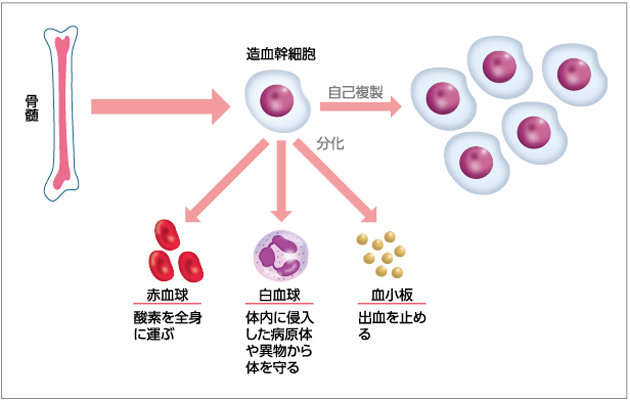 造血幹細胞
骨髄
自己複製
分化
赤血球
酸素を全身
に運ぶ
白血球
体内に侵入
した病原体
や異物から
体を守る
血小板
出血を止め
る